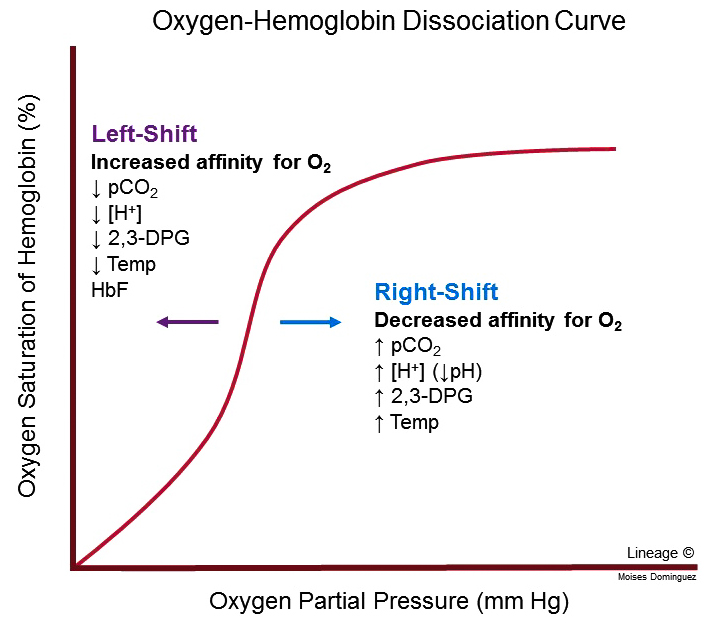 Oxygen-Hemoglobin Dissociation Curve
Oxygen Saturation of Hemoglobin (%)
Left-Shift
Increased affinity for O₂
↓ pCO₂
↓ [H⁺]
↓ 2,3-DPG
↓ Temp
HbF
Right-Shift
Decreased affinity for O₂
↑ pCO₂
↑ [H⁺] (↓pH)
↑ 2,3-DPG
↑ Temp
Lineage ©
Moises Dominguez
Oxygen Partial Pressure (mm Hg)